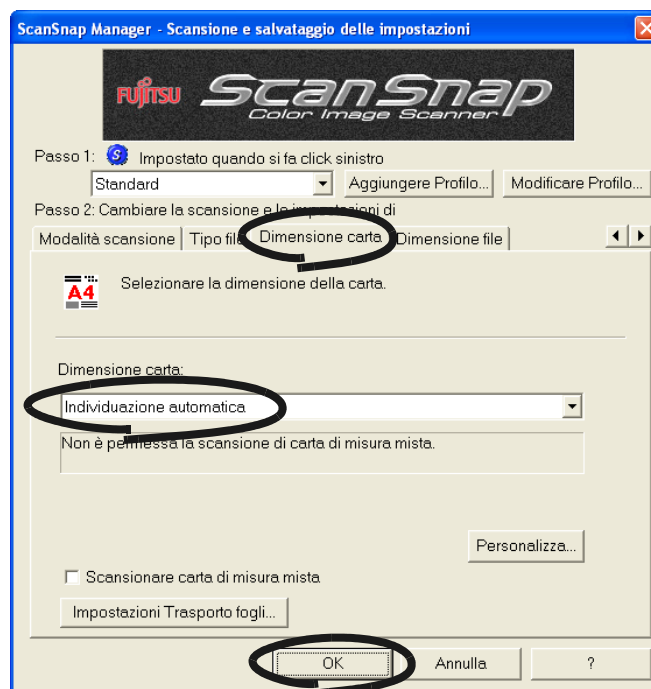 ScanSnap Manager - Scansione e salvataggio delle impostazioni
FUJITSU ScanSnap
Color Image Scanner
Passo 1: S Impostato quando si fa click sinistro
Standard Aggiungere Profilo... Modificare Profilo...
Passo 2: Cambiare la scansione e le impostazioni di
Modalità scansione Tipo file Dimensione carta Dimensione file
A4 Selezionare la dimensione della carta.
Dimensione carta:
Individuazione automatica
Non è permessa la scansione di carta di misura mista.
Personalizza...
Scansionare carta di misura mista
Impostazioni Trasporto fogli...
OK Annulla ?